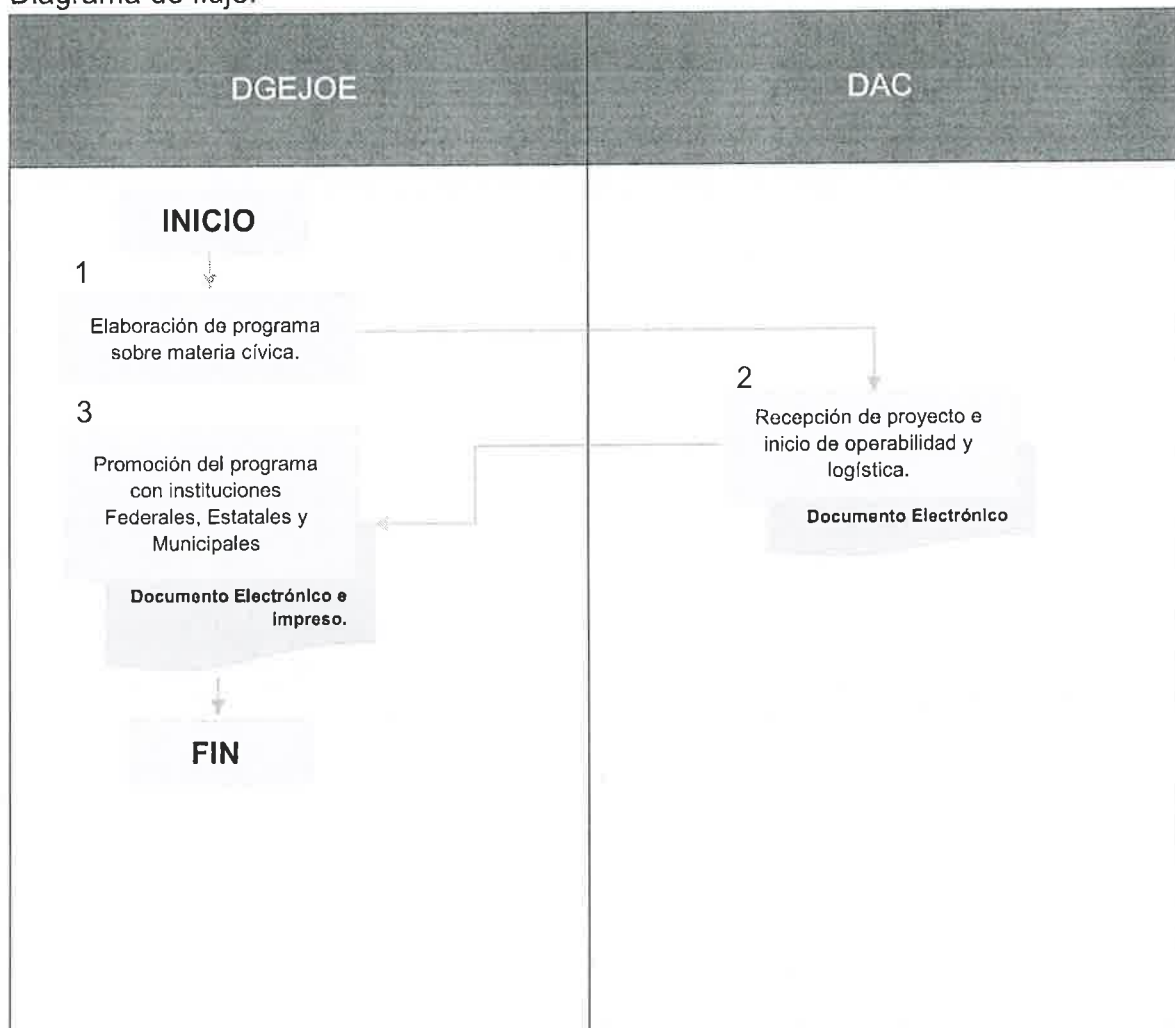 Diagrama de flujo.
DGEJOE
DAC
INICIO
1
Elaboración de programa
sobre materia cívica.
2
Recepción de proyecto e
inicio de operabilidad y
logística.
Documento Electrónico
3
Promoción del programa
con instituciones
Federales, Estatales y
Municipales
Documento Electrónico e
impreso.
FIN